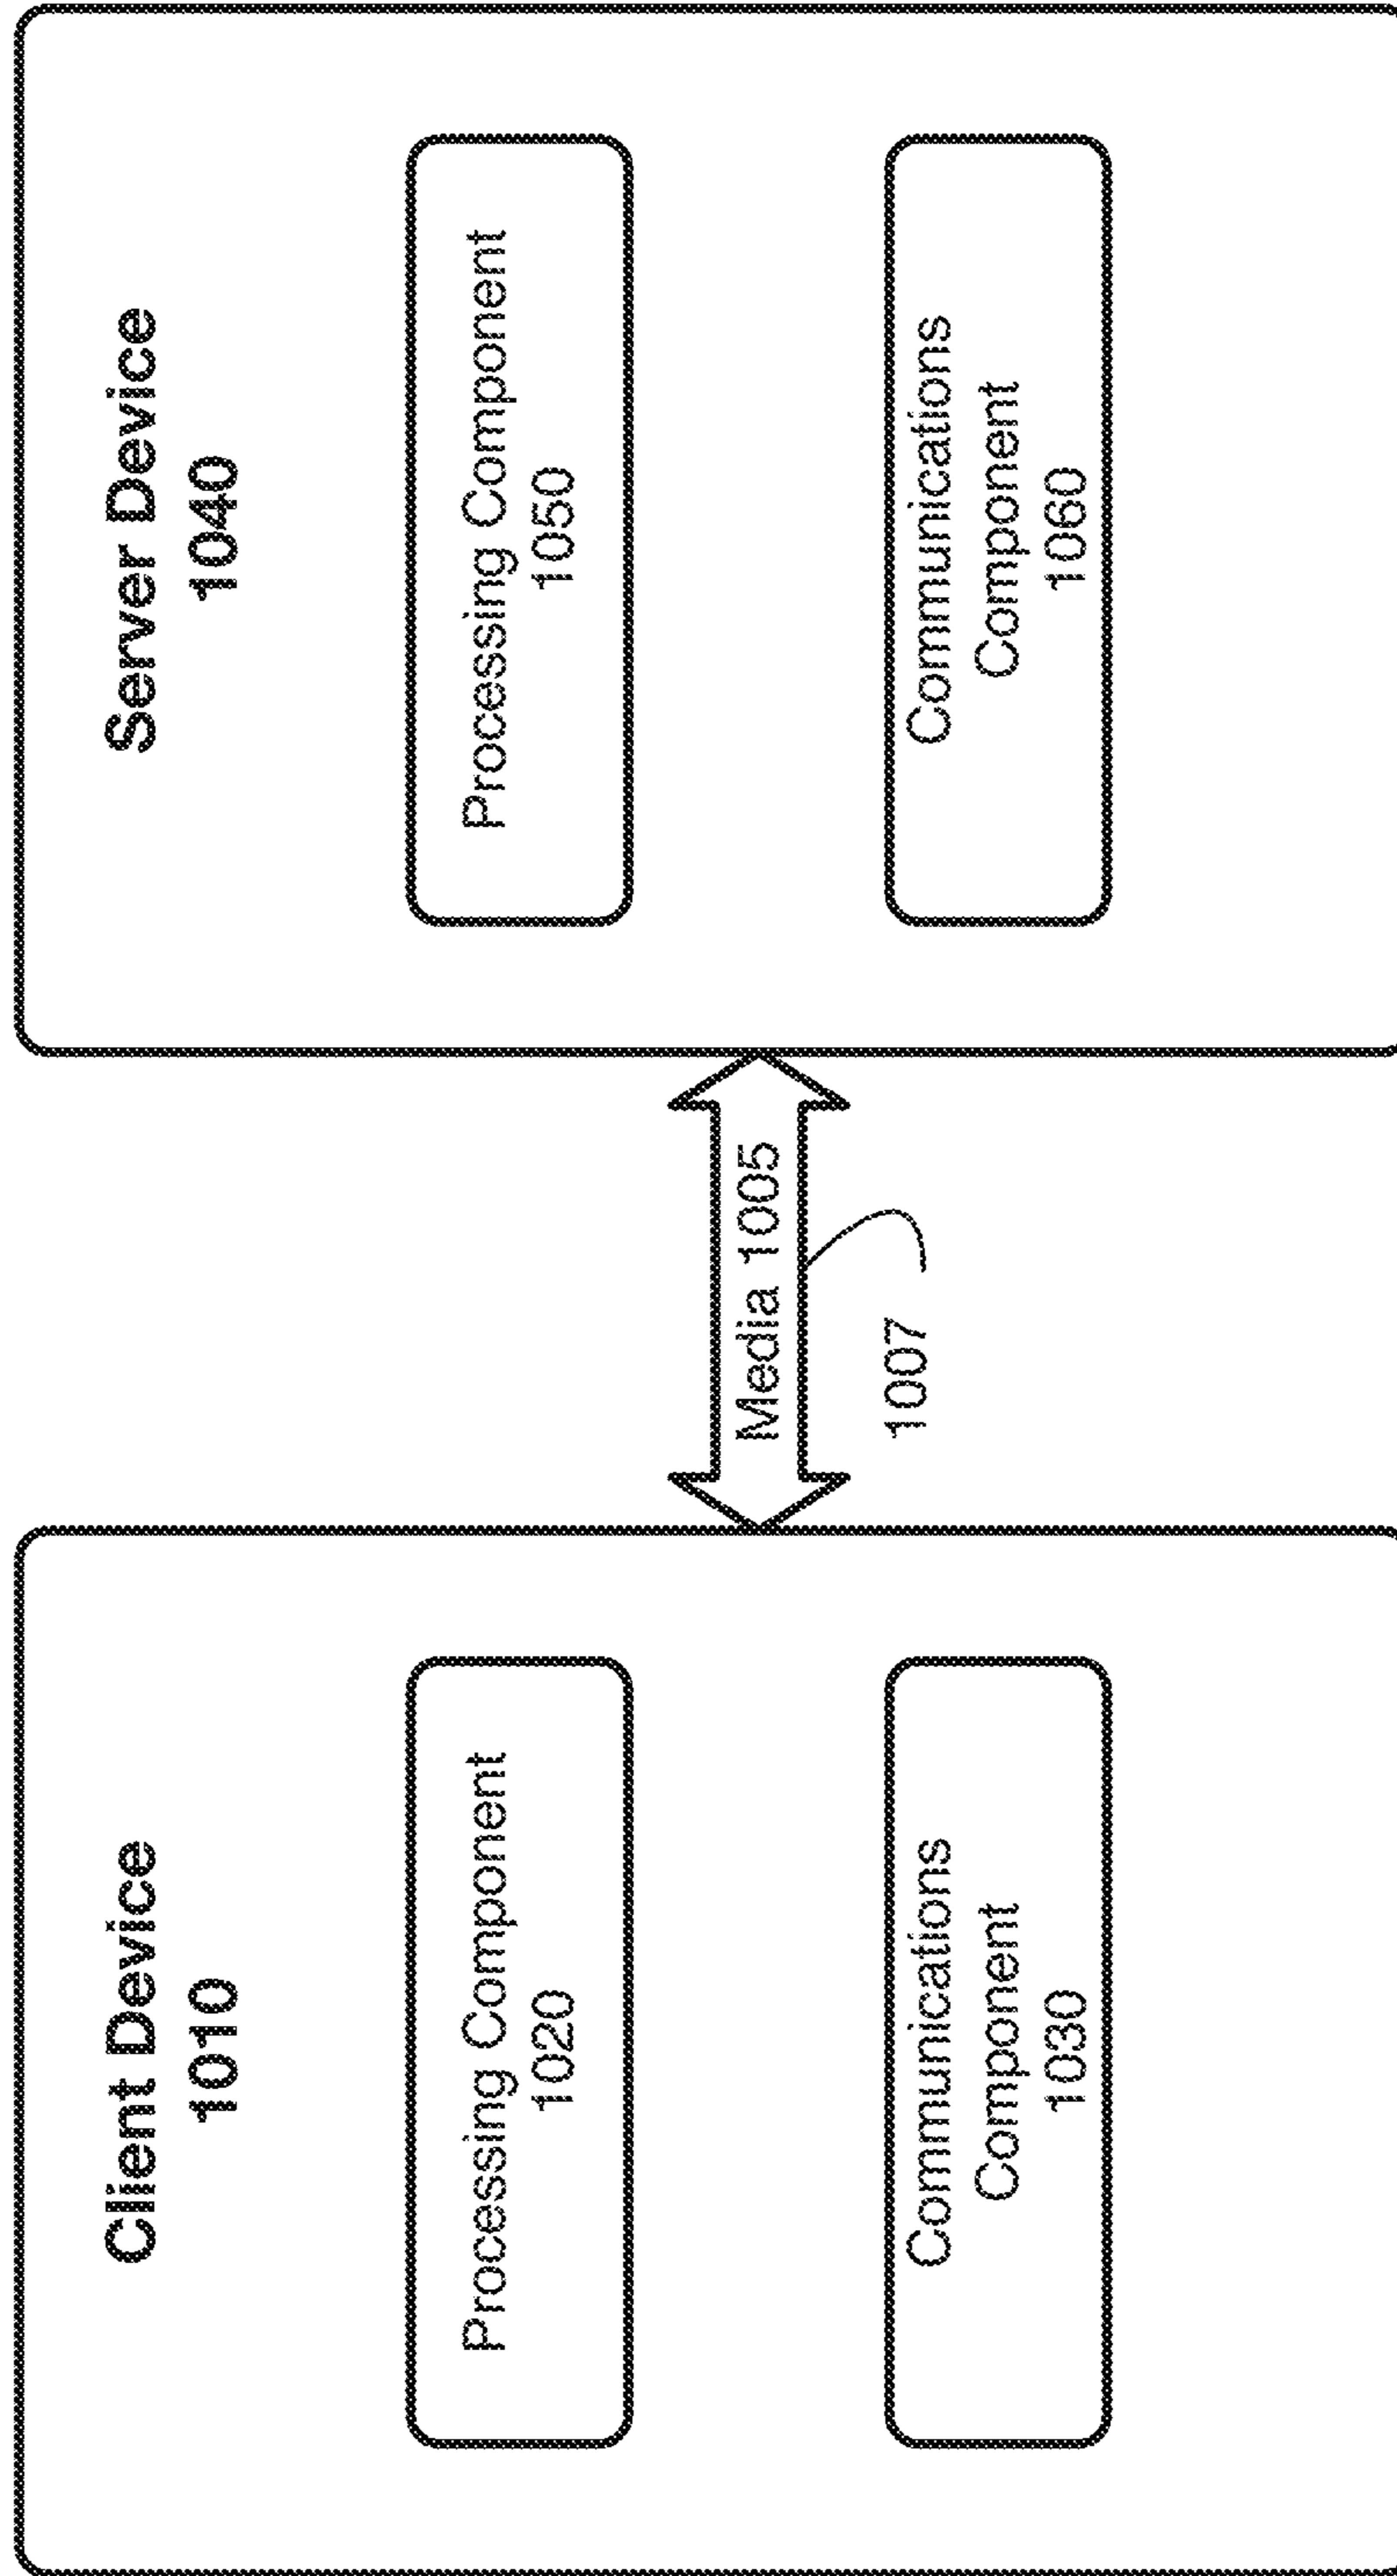 Client Device
1010
Processing Component
1020
Communications
Component
1030
Media 1005
1007
Server Device
1040
Processing Component
1050
Communications
Component
1060